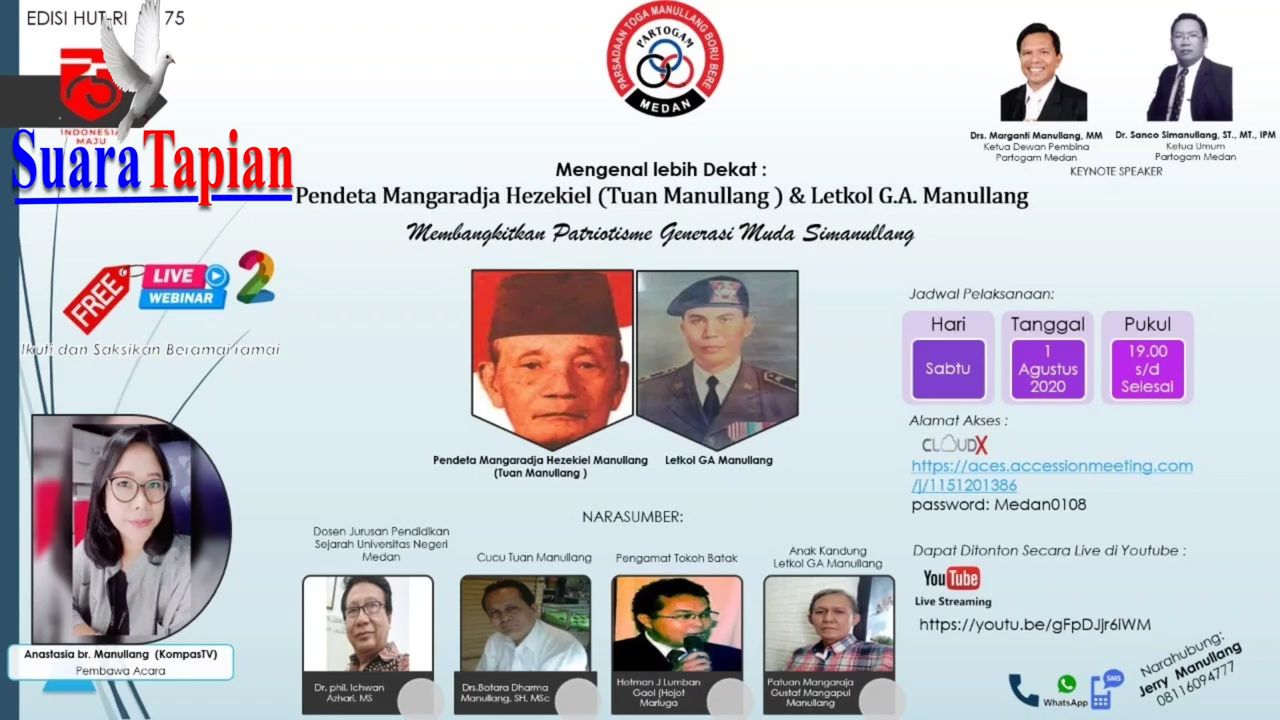 EDISI HUT-RI 75
75
INDONESIA
MAJU
SuaraTapian
PARSADAAN TOGA MANULLANG BORU BERE
PARTOGAM
MEDAN
Drs. Marganti Manullang, MM
Ketua Dewan Pembina
Partogam Medan
Dr. Sanco Simanullang, ST., MT., IPM
Ketua Umum
Partogam Medan
KEYNOTE SPEAKER
Mengenal lebih Dekat :
Pendeta Mangaradja Hezekiel (Tuan Manullang ) & Letkol G.A. Manullang
Membangkitkan Patriotisme Generasi Muda Simanullang
FREE
LIVE
WEBINAR
2
Ikuti dan Saksikan Beramai ramai
Pendeta Mangaradja Hezekiel Manullang
(Tuan Manullang )
Letkol GA Manullang
Jadwal Pelaksanaan:
Hari
Tanggal
Pukul
Sabtu
1
Agustus
2020
19.00
s/d
Selesai
Alamat Akses :
CLOUDX
https://aces.accessionmeeting.com
/j/1151201386
password: Medan0108
Dapat Ditonton Secara Live di Youtube :
YouTube
Live Streaming
https://youtu.be/gFpDJjr6IWM
NARASUMBER:
Dosen Jurusan Pendidikan
Sejarah Universitas Negeri
Medan
Cucu Tuan Manullang
Pengamat Tokoh Batak
Anak Kandung
Letkol GA Manullang
Dr. phil. Ichwan
Azhari, MS
Drs.Batara Dharma
Manullang, SH, MSc
Hotman J Lumban
Gaol (Hojot
Marluga
Patuan Mangaraja
Gustaf Mangapul
Manullang
Anastasia br. Manullang (KompasTV)
Pembawa Acara
WhatsApp
SMS
Narahubung:
Jerry Manullang
08116094777